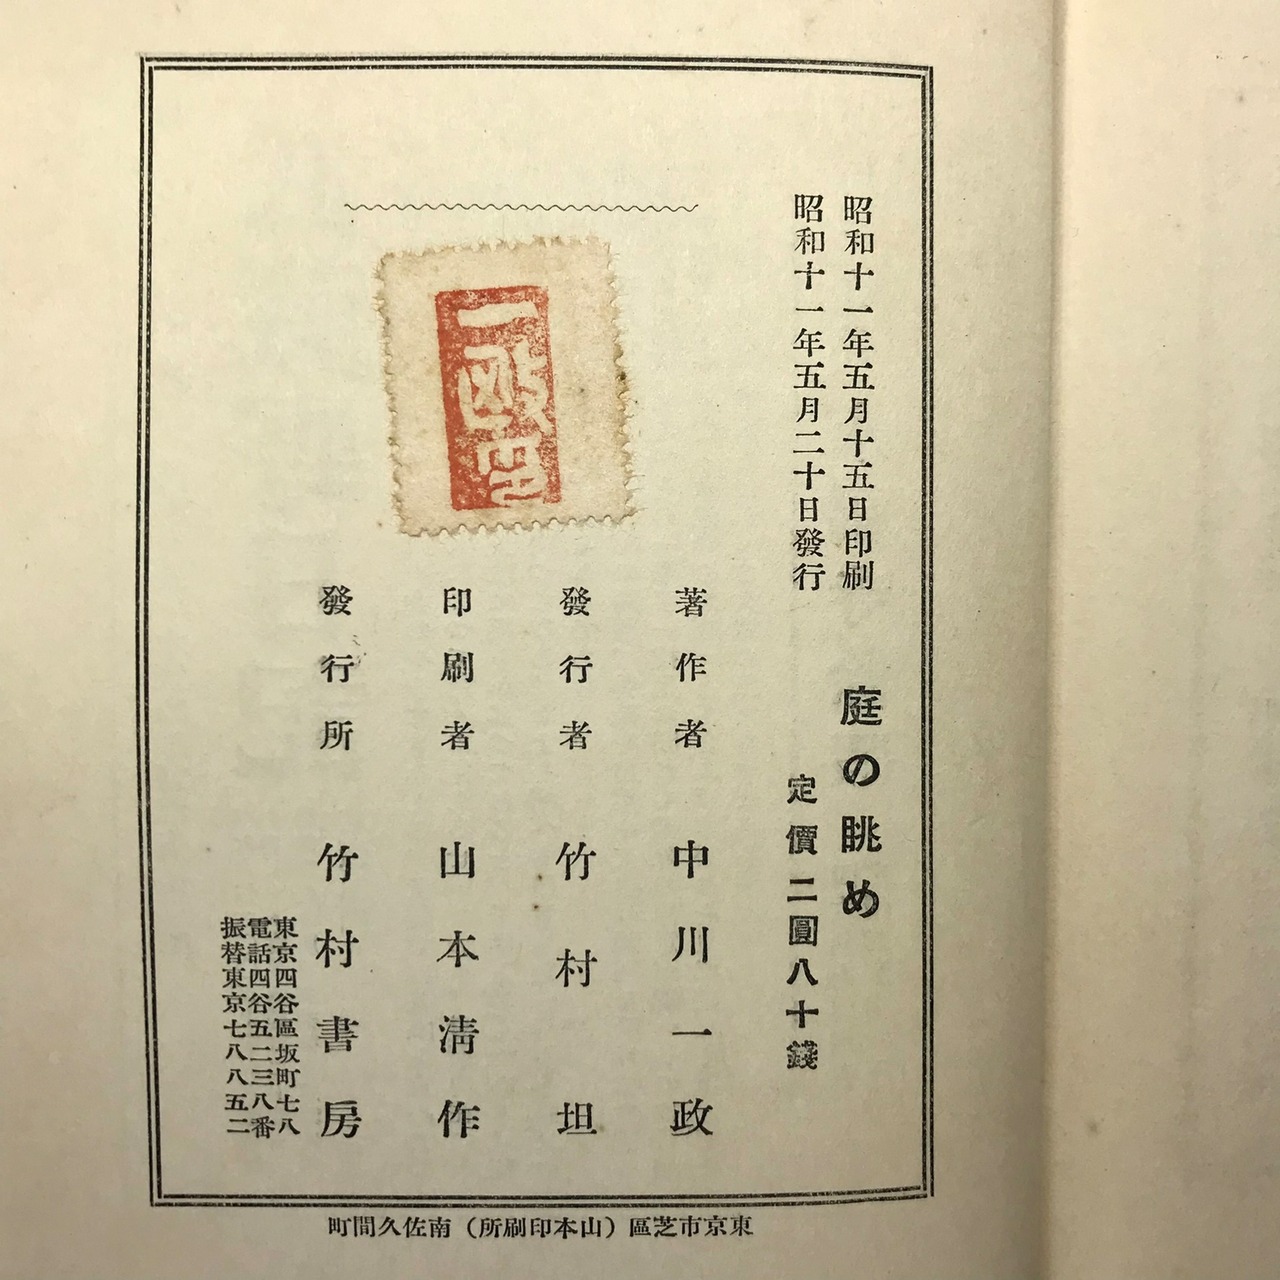 昭和十一年五月十五日印刷
昭和十一年五月二十日發行
庭の眺め
定價二圓八十錢
著作者 中川一政
發行者 竹村坦
印刷者 山本淸作
發行所 竹村書房
東京四谷區坂町七八
電話四谷五二三八番
振替東京七八八五二
東京市芝區（山本印刷所）南佐久間町